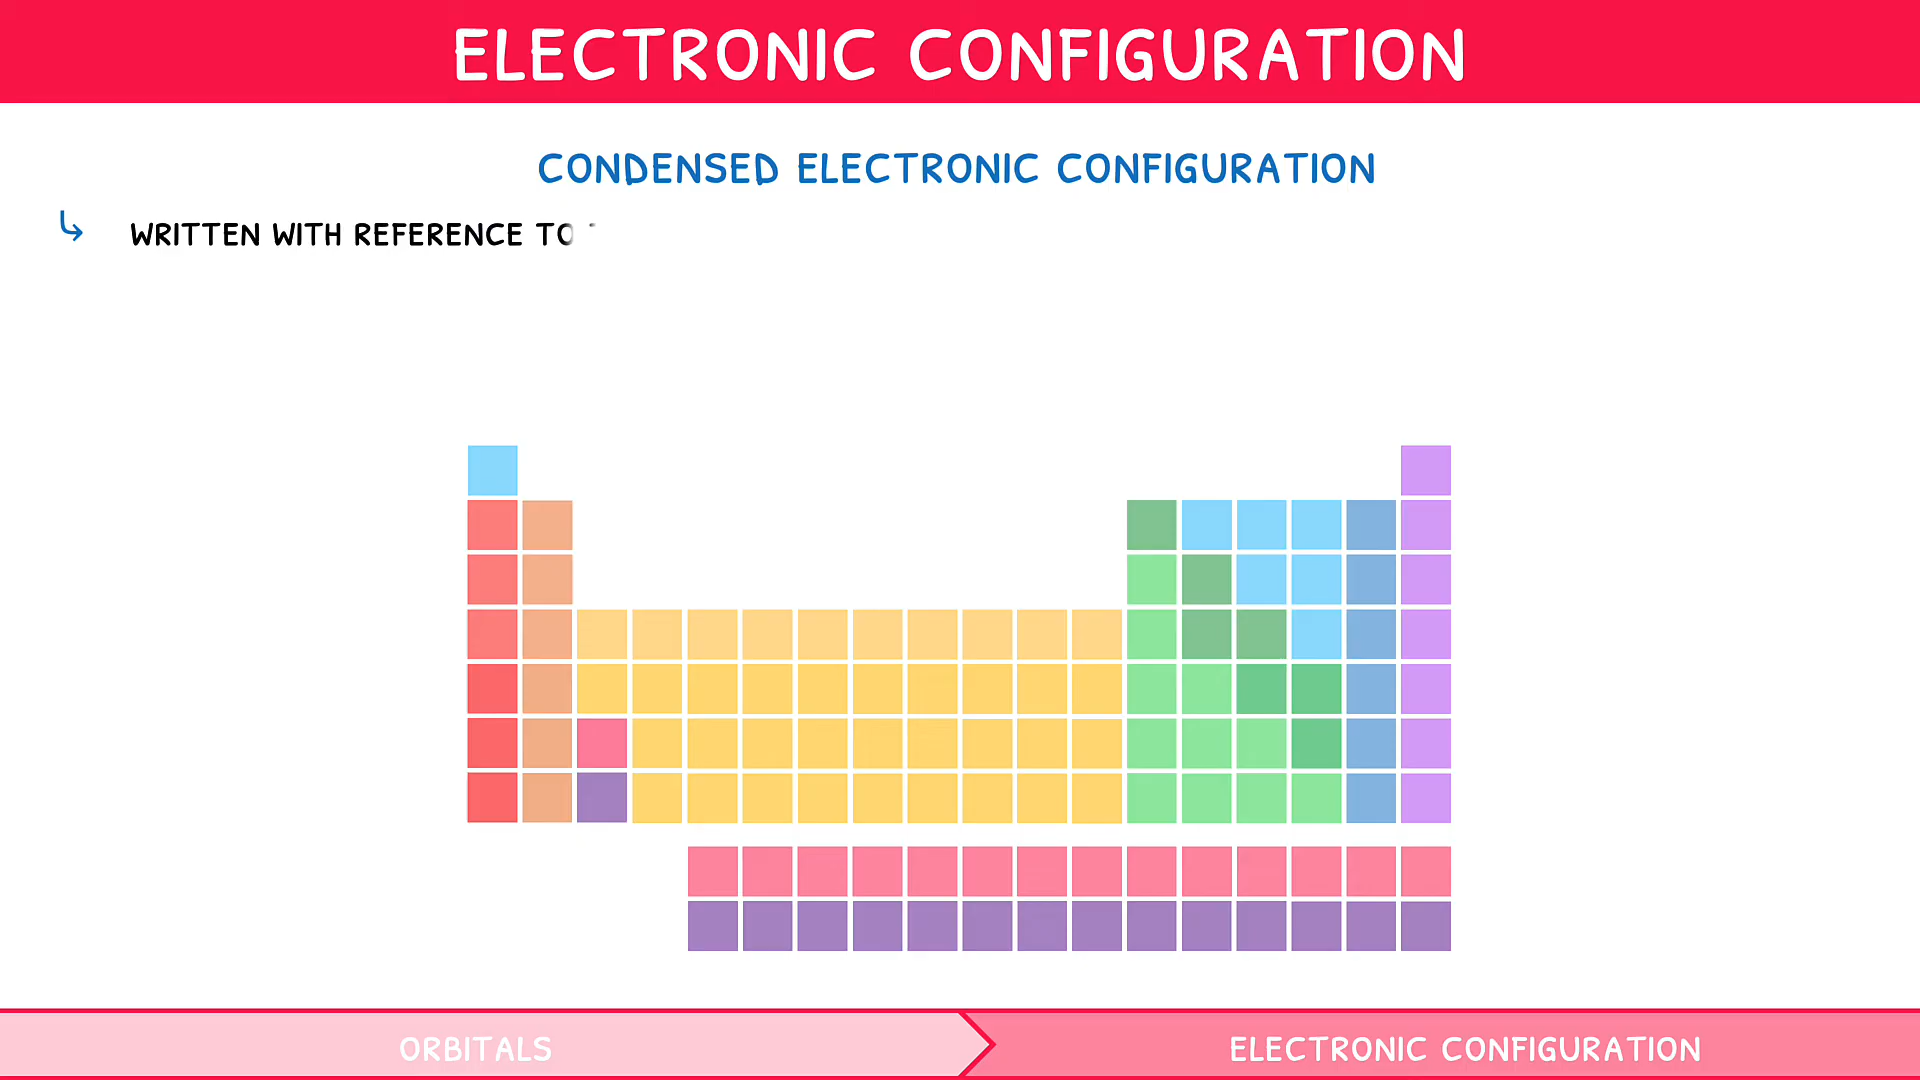 ELECTRONIC CONFIGURATION
CONDENSED ELECTRONIC CONFIGURATION
WRITTEN WITH REFERENCE TO
ORBITALS
ELECTRONIC CONFIGURATION